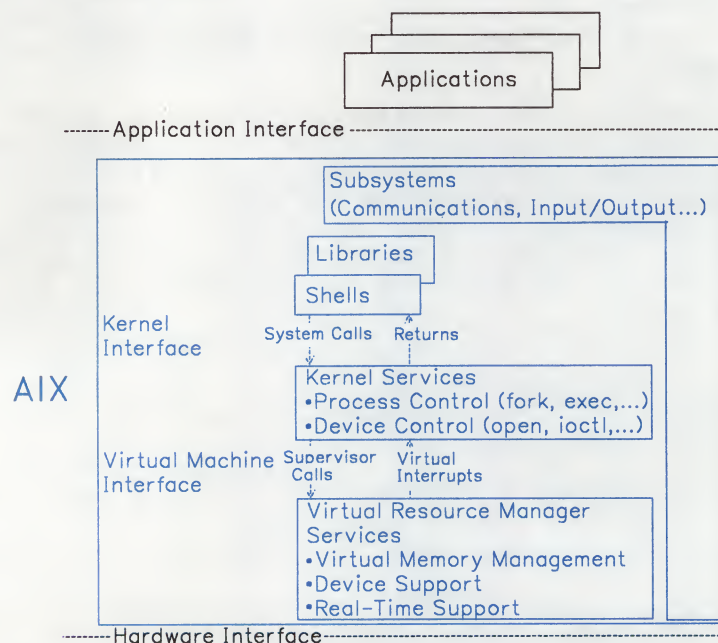 Applications
Application Interface
Subsystems
(Communications, Input/Output...)
Libraries
Shells
Kernel
Interface
System Calls
Returns
AIX
Kernel Services
•Process Control (fork, exec,...)
•Device Control (open, ioctl,...)
Virtual Machine
Interface
Supervisor
Calls
Virtual
Interrupts
Virtual Resource Manager
Services
•Virtual Memory Management
•Device Support
•Real-Time Support
Hardware Interface